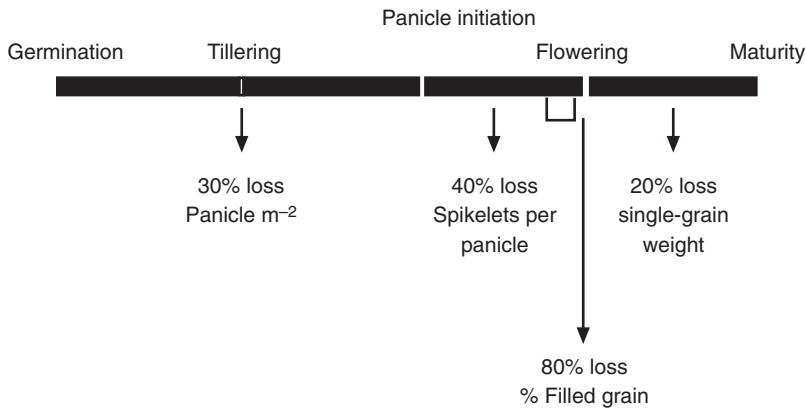 Panicle initiation
Germination Tillering Flowering Maturity
30% loss
Panicle m–2
40% loss
Spikelets per
panicle
20% loss
single-grain
weight
80% loss
% Filled grain